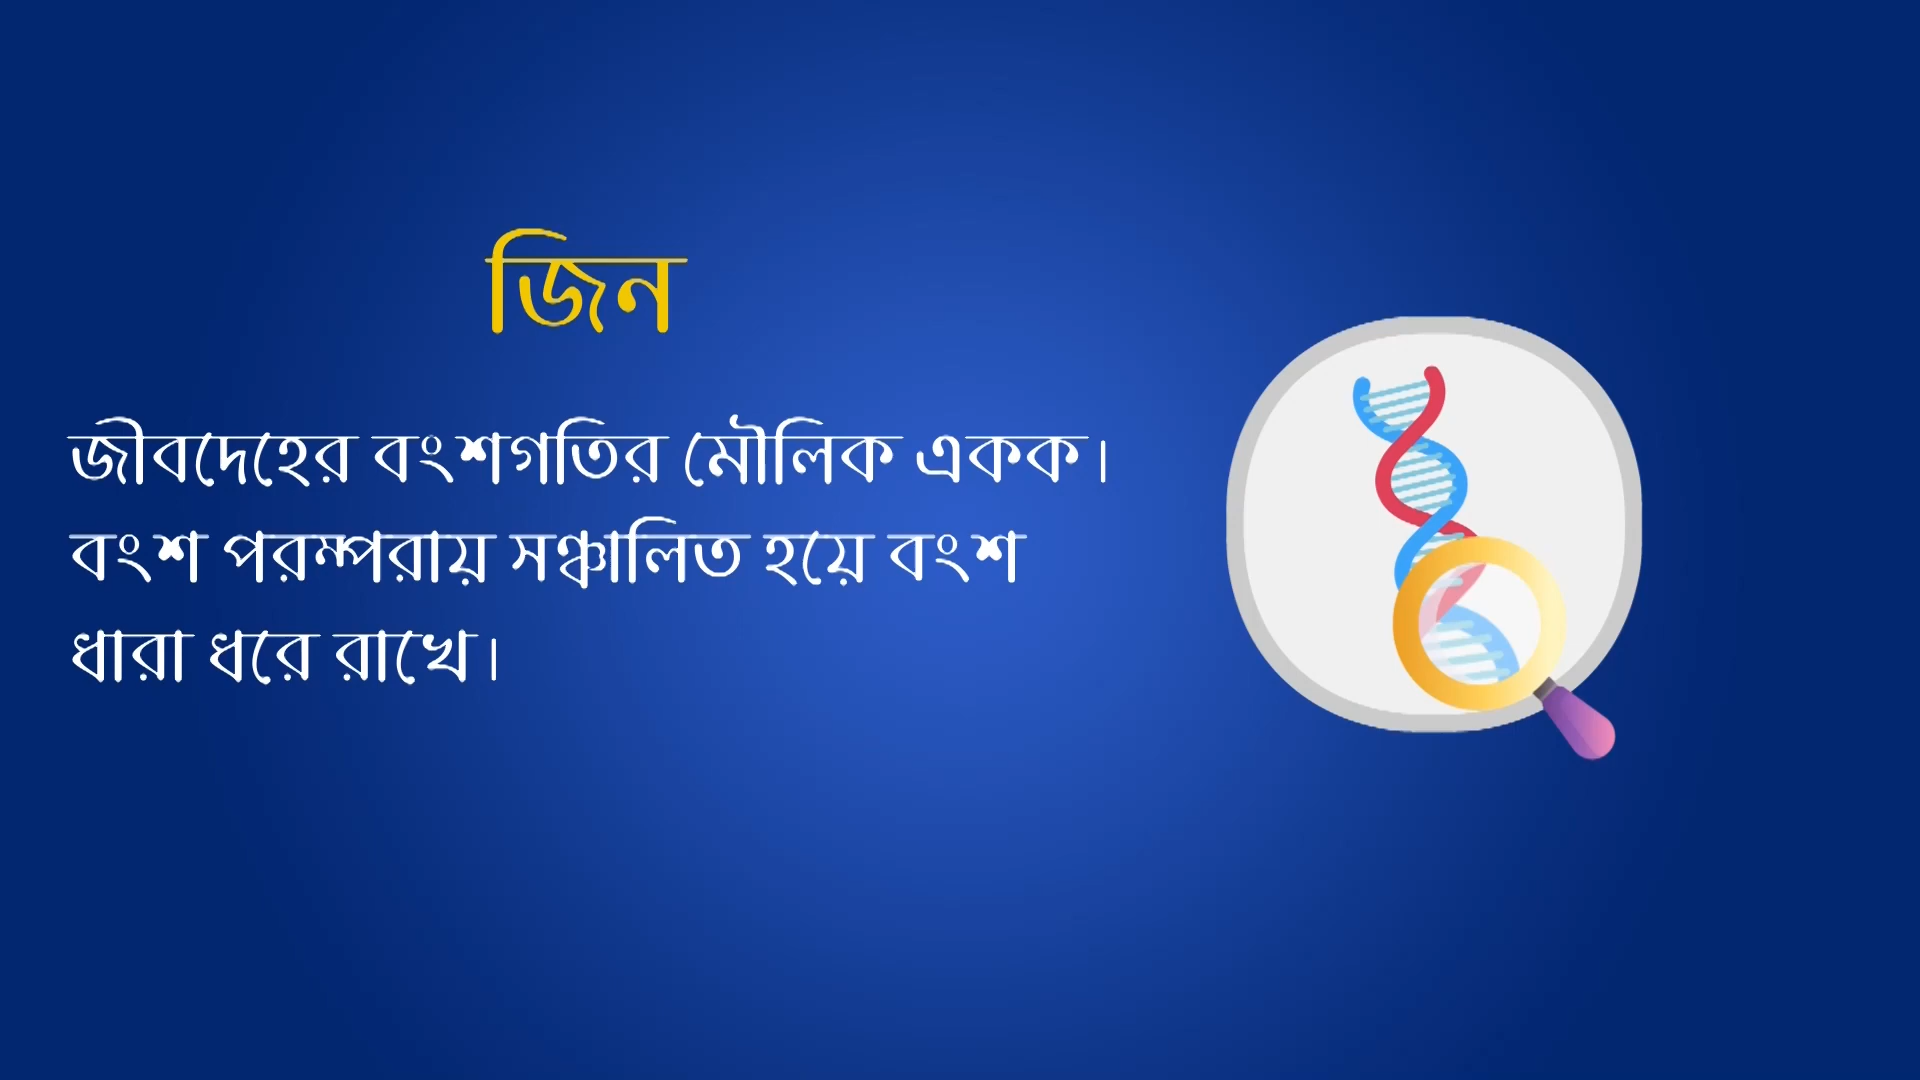 জিন
জীবদেহের বংশগতির মৌলিক একক।
বংশ পরম্পরায় সঞ্চালিত হয়ে বংশ
ধারা ধরে রাখে।